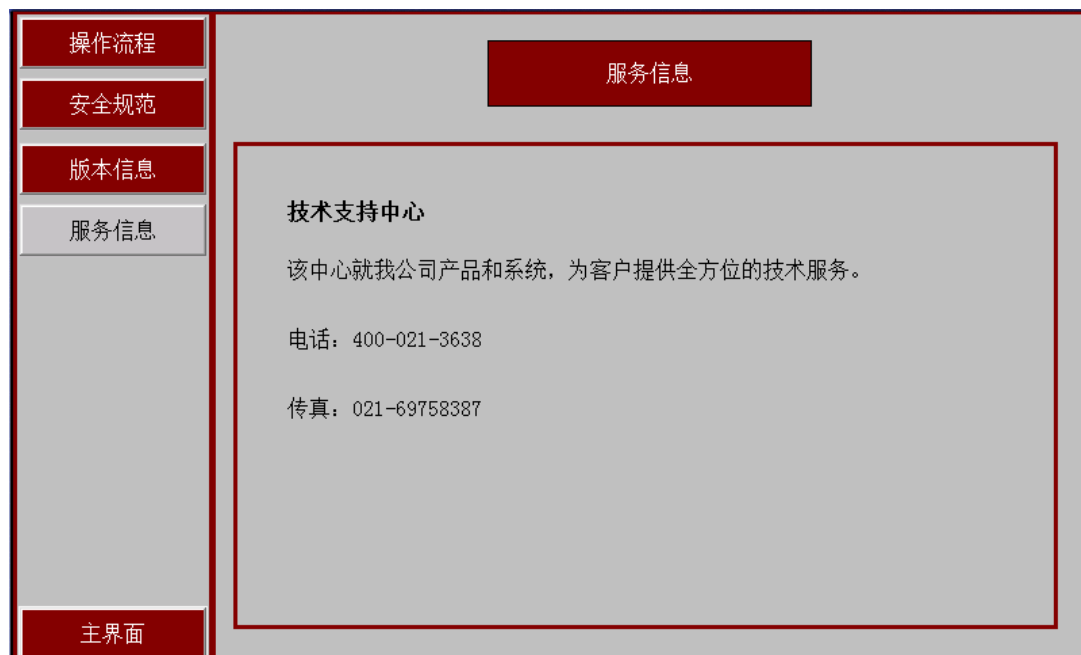 操作流程
安全规范
版本信息
服务信息
主界面
服务信息
技术支持中心
该中心就我公司产品和系统，为客户提供全方位的技术服务。
电话：400-021-3638
传真：021-69758387